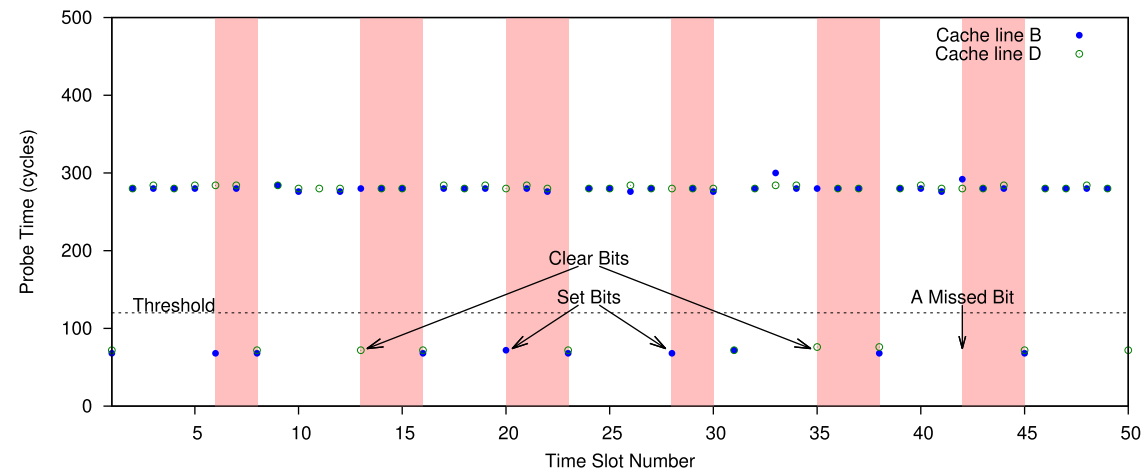 500
400
300
200
100
0
Probe Time (cycles)
Cache line B
Cache line D
Clear Bits
Set Bits
A Missed Bit
Threshold
5 10 15 20 25 30 35 40 45 50
Time Slot Number